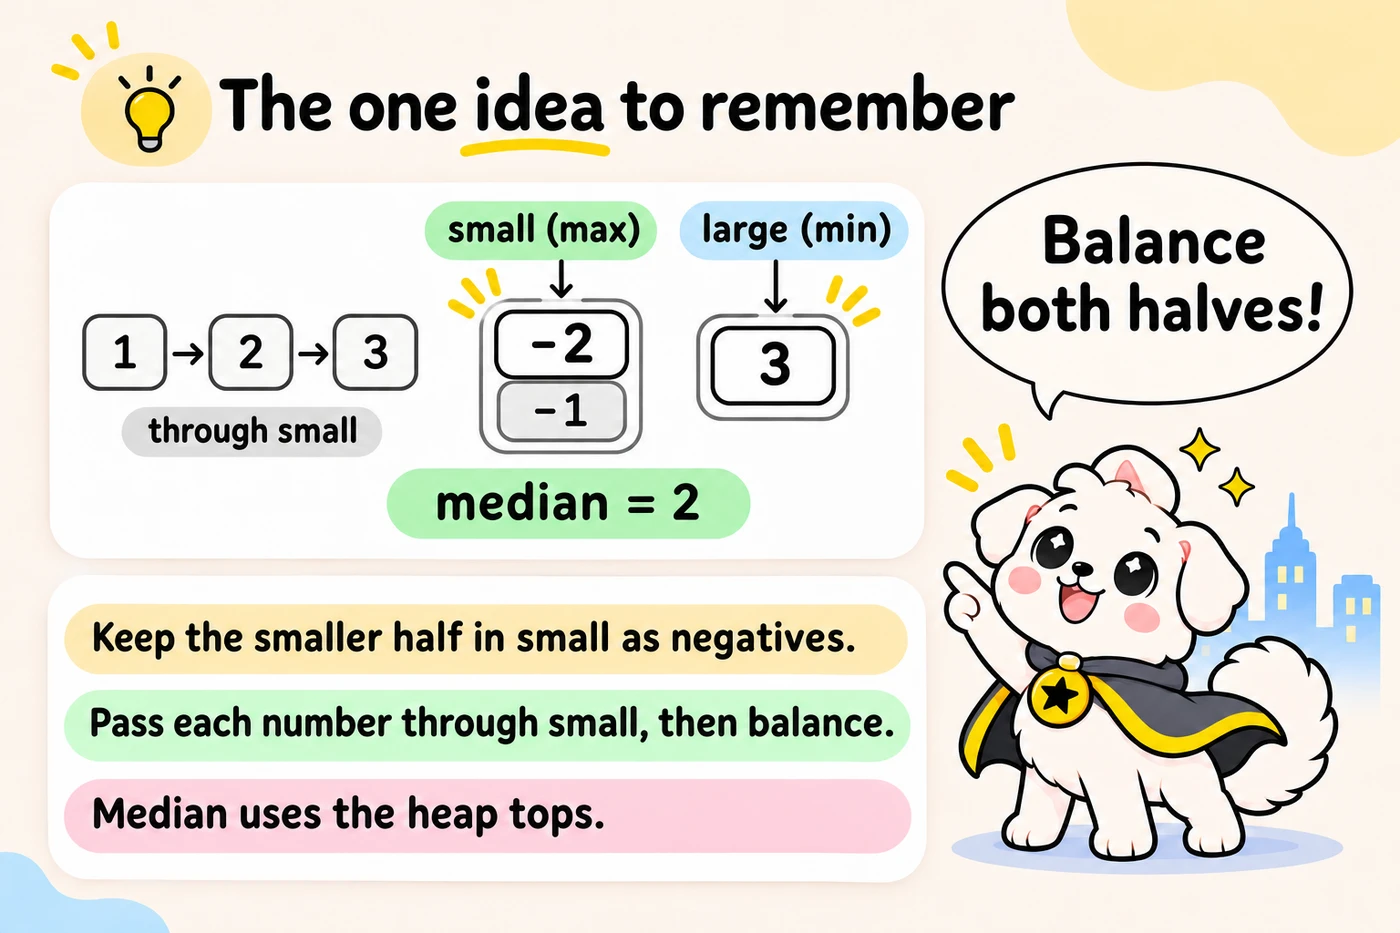 The one idea to remember
small (max)
large (min)
1 → 2 → 3
through small
-2
-1
3
median = 2
Balance
both halves!
Keep the smaller half in small as negatives.
Pass each number through small, then balance.
Median uses the heap tops.